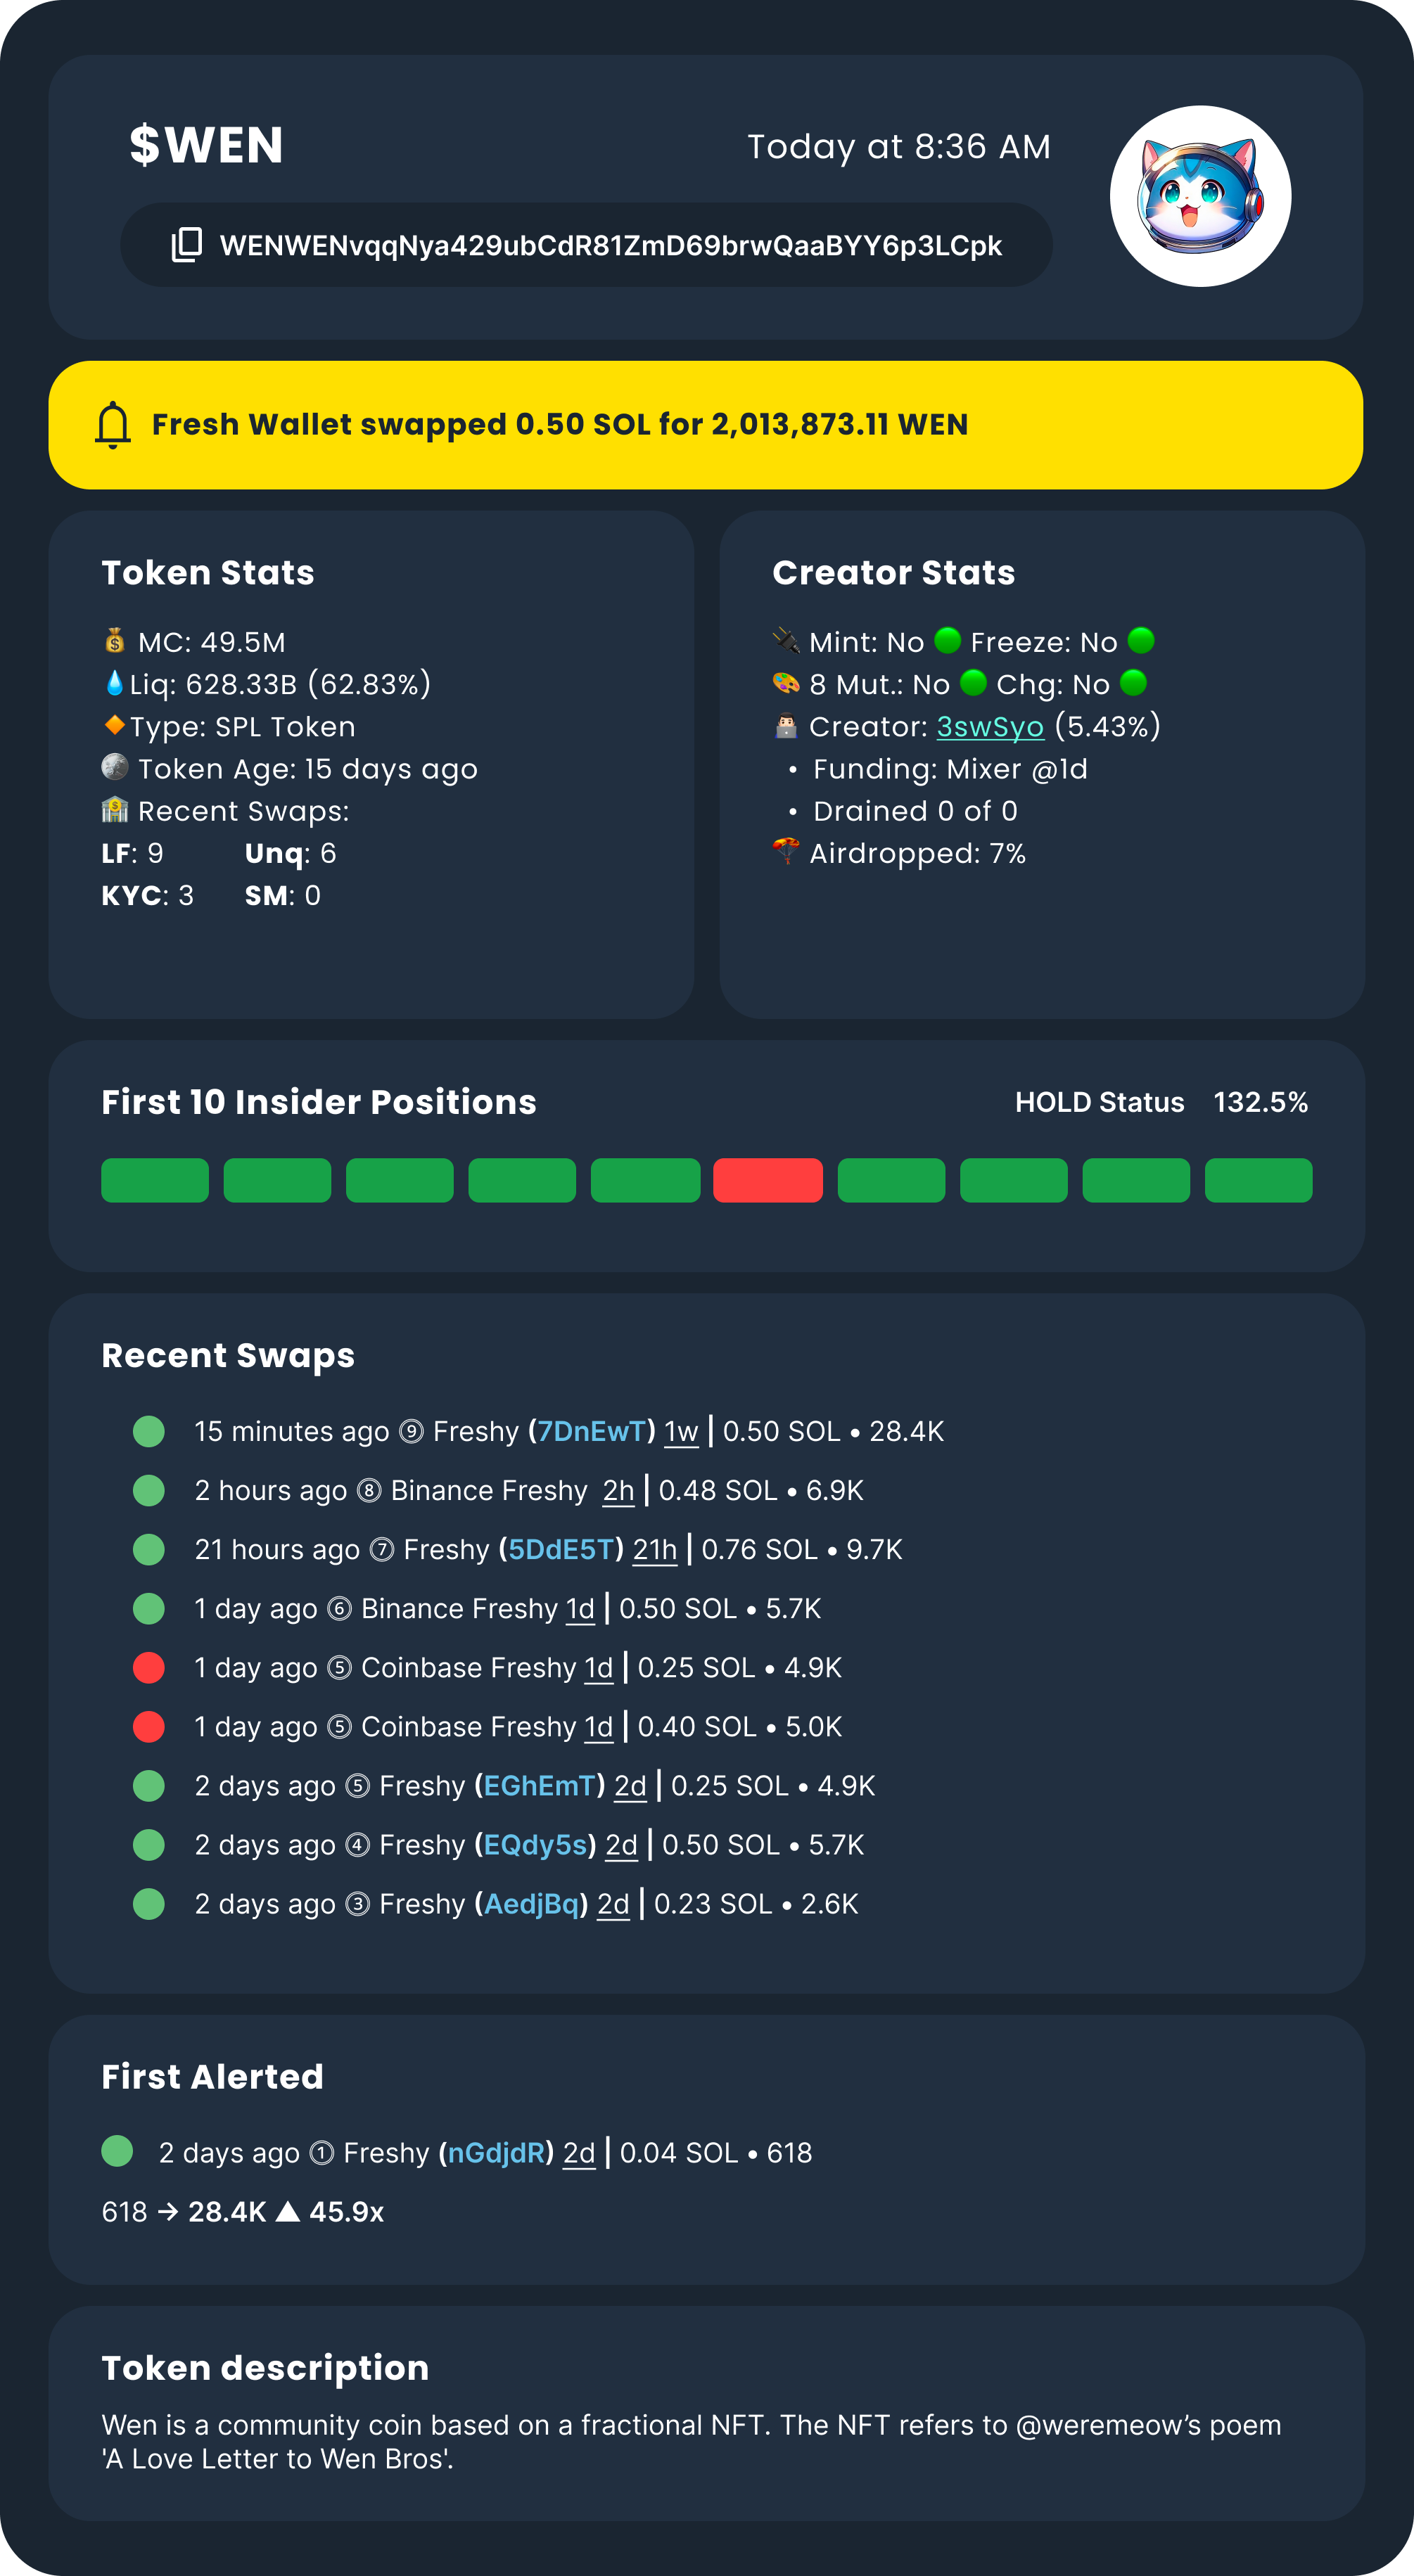 $WEN
Today at 8:36 AM
WENWENvqqNya429ubCdR81ZmD69brwQaaBYY6p3LCpk
Fresh Wallet swapped 0.50 SOL for 2,013,873.11 WEN
Token Stats
💰 MC: 49.5M
💧Liq: 628.33B (62.83%)
🔸Type: SPL Token
🌚 Token Age: 15 days ago
🏦 Recent Swaps:
LF: 9 Unq: 6
KYC: 3 SM: 0
Creator Stats
🔌 Mint: No 🟢 Freeze: No 🟢
🎨 8 Mut.: No 🟢 Chg: No 🟢
👨🏻‍💻 Creator: 3swSyo (5.43%)
• Funding: Mixer @1d
• Drained 0 of 0
🪂 Airdropped: 7%
First 10 Insider Positions
HOLD Status 132.5%
Recent Swaps
15 minutes ago ⑨ Freshy (7DnEwT) 1w | 0.50 SOL • 28.4K
2 hours ago ⑧ Binance Freshy 2h | 0.48 SOL • 6.9K
21 hours ago ⑦ Freshy (5DdE5T) 21h | 0.76 SOL • 9.7K
1 day ago ⑥ Binance Freshy 1d | 0.50 SOL • 5.7K
1 day ago ⑤ Coinbase Freshy 1d | 0.25 SOL • 4.9K
1 day ago ⑤ Coinbase Freshy 1d | 0.40 SOL • 5.0K
2 days ago ⑤ Freshy (EGhEmT) 2d | 0.25 SOL • 4.9K
2 days ago ④ Freshy (EQdy5s) 2d | 0.50 SOL • 5.7K
2 days ago ③ Freshy (AedjBq) 2d | 0.23 SOL • 2.6K
First Alerted
2 days ago ① Freshy (nGdjdR) 2d | 0.04 SOL • 618
618 → 28.4K ▲ 45.9x
Token description
Wen is a community coin based on a fractional NFT. The NFT refers to @weremeow’s poem
'A Love Letter to Wen Bros'.